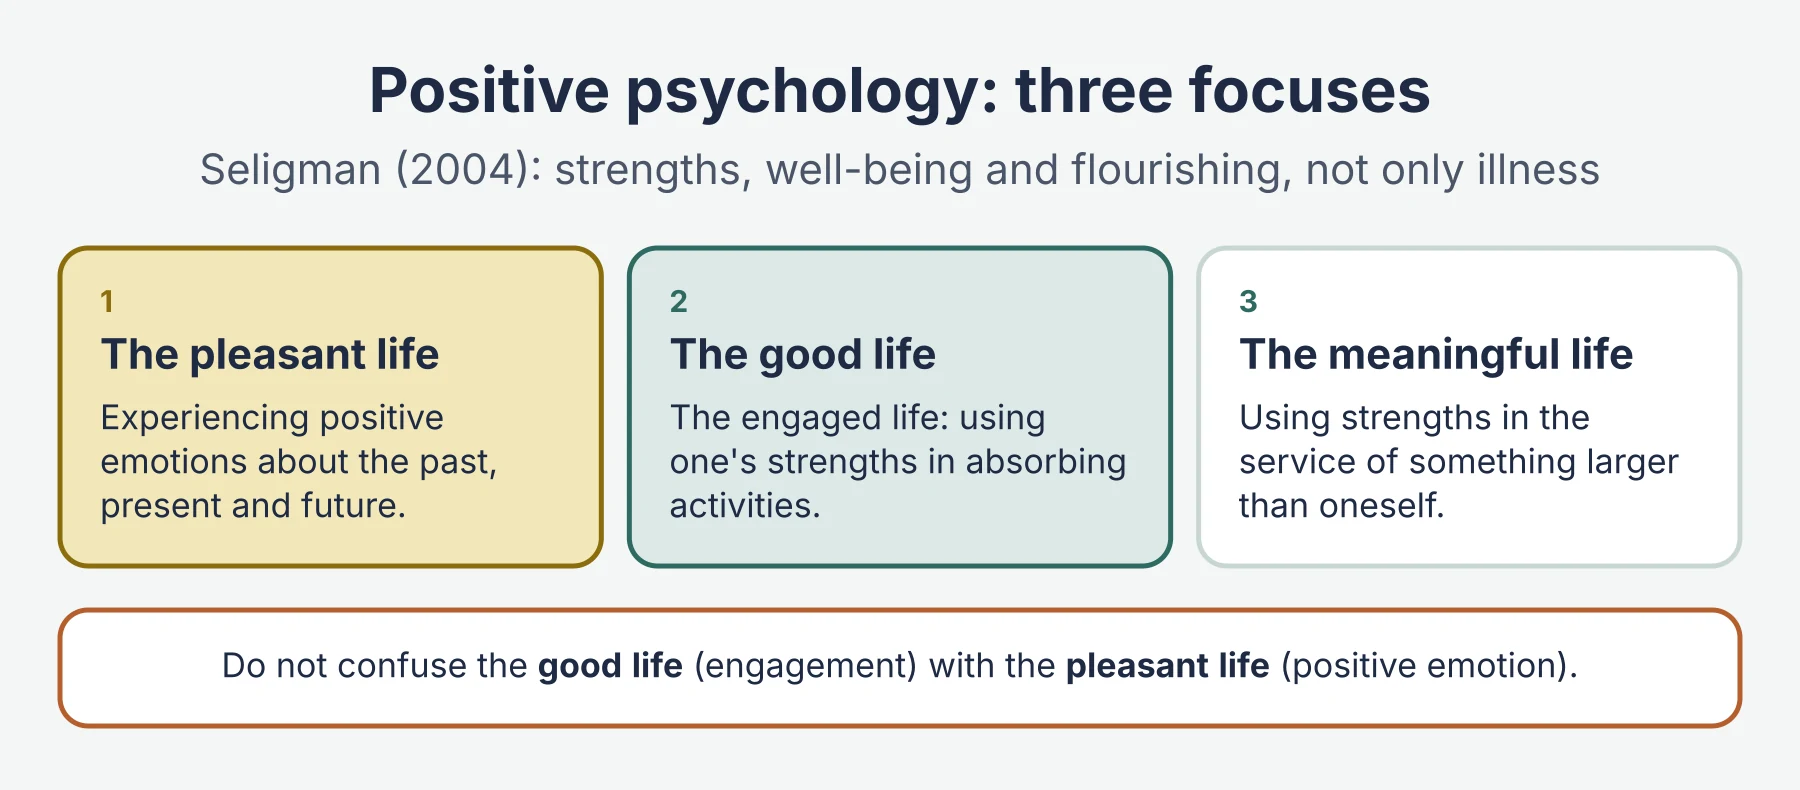 Positive psychology: three focuses
Seligman (2004): strengths, well-being and flourishing, not only illness
1
The pleasant life
Experiencing positive
emotions about the past,
present and future.
2
The good life
The engaged life: using
one's strengths in absorbing
activities.
3
The meaningful life
Using strengths in the
service of something larger
than oneself.
Do not confuse the good life (engagement) with the pleasant life (positive emotion).